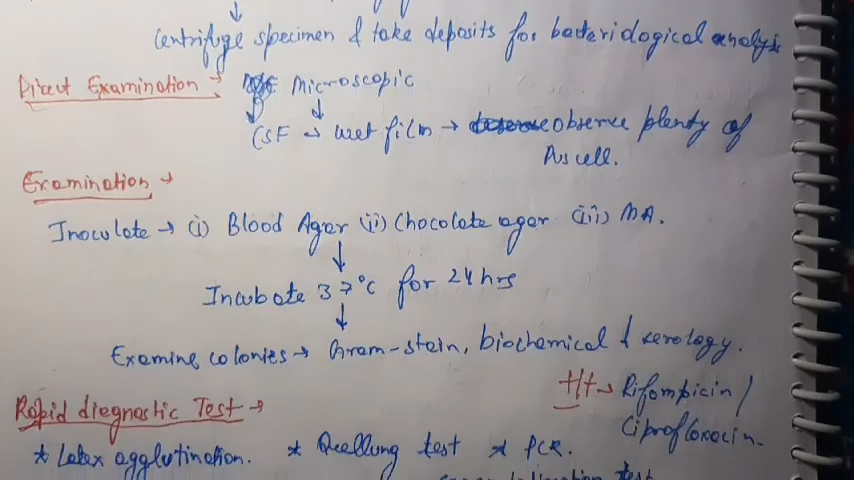 centrifuge specimen & take deposits for bacteridological analysis
Direct Examination → Microscopic
CSF → wet film → observe plenty of
Pus cell.
Examination →
Inoculate → (i) Blood Agar (ii) Chocolate agar (iii) MA.
Incubate 37°C for 24 hrs
Examine colonies → Gram-stain, biochemical & serology.
t/t → Rifampicin /
Ciprofloxacin.
Rapid diagnostic Test →
* Latex agglutination. * Quellung test * PCR.
test